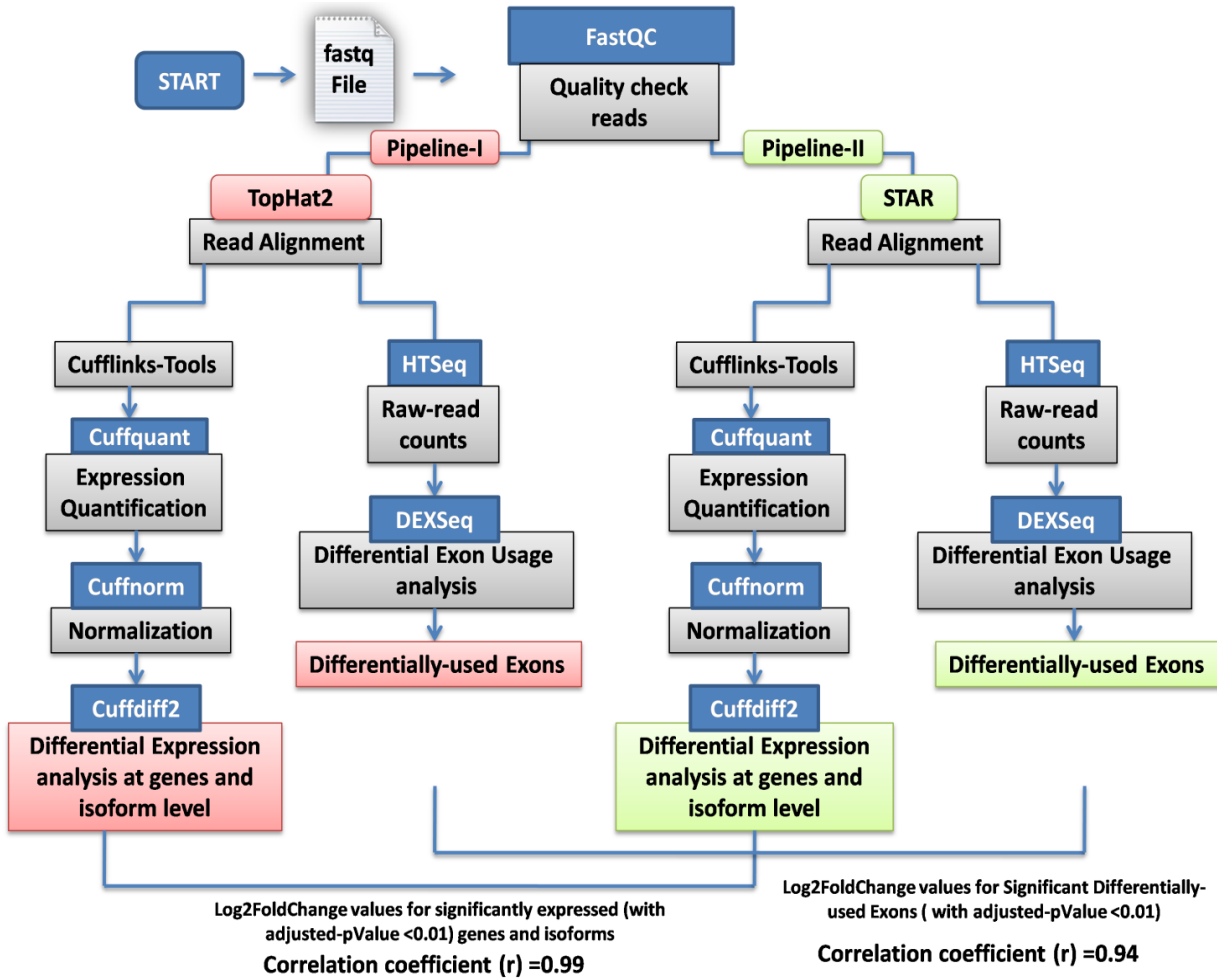 START
fastq
File
FastQC
Quality check
reads
Pipeline-I
Pipeline-II
TopHat2
Read Alignment
STAR
Read Alignment
Cufflinks-Tools
Cuffquant
Expression
Quantification
Cuffnorm
Normalization
Cuffdiff2
Differential Expression
analysis at genes and
isoform level
HTSeq
Raw-read
counts
DEXSeq
Differential Exon Usage
analysis
Differentially-used Exons
Cufflinks-Tools
Cuffquant
Expression
Quantification
Cuffnorm
Normalization
Cuffdiff2
Differential Expression
analysis at genes and
isoform level
HTSeq
Raw-read
counts
DEXSeq
Differential Exon Usage
analysis
Differentially-used Exons
Log2FoldChange values for significantly expressed (with
adjusted-pValue <0.01) genes and isoforms
Correlation coefficient (r) =0.99
Log2FoldChange values for Significant Differentially-
used Exons ( with adjusted-pValue <0.01)
Correlation coefficient (r) =0.94